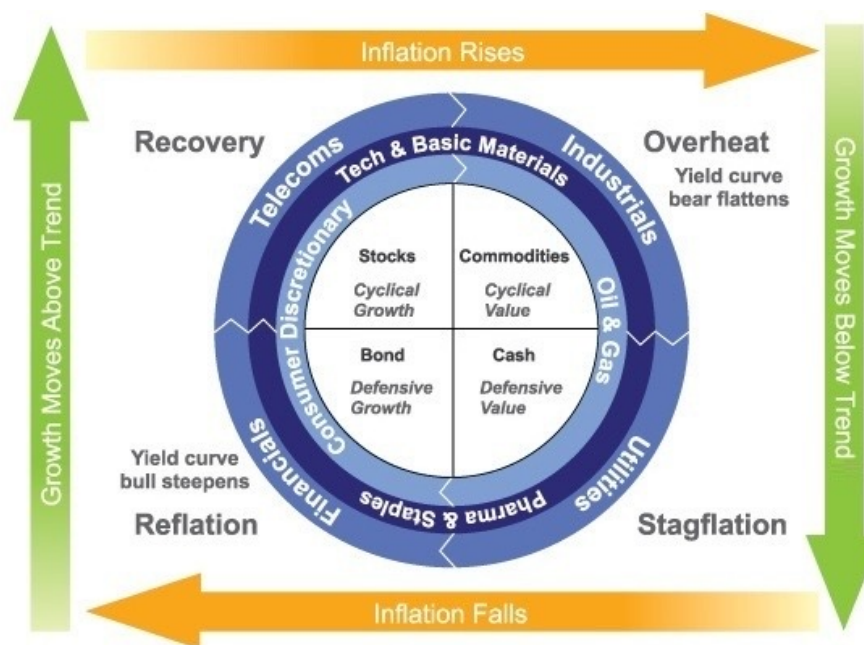 Inflation Rises
Growth Moves Above Trend
Recovery
Overheat
Yield curve
bear flattens
Growth Moves Below Trend
Telecoms
Tech & Basic Materials
Industrials
Consumer Discretionary
Stocks
Cyclical
Growth
Commodities
Cyclical
Value
Oil & Gas
Bond
Defensive
Growth
Cash
Defensive
Value
Financials
Pharma & Staples
Utilities
Yield curve
bull steepens
Reflation
Stagflation
Inflation Falls